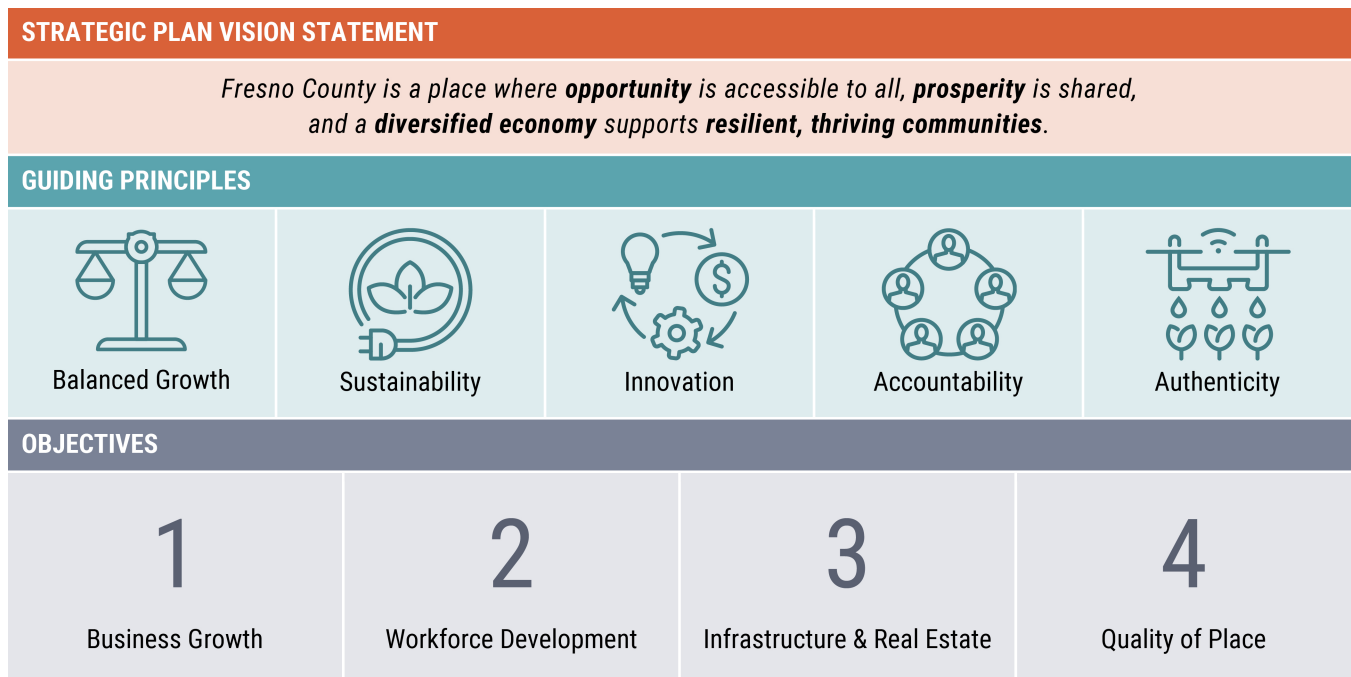 STRATEGIC PLAN VISION STATEMENT
Fresno County is a place where opportunity is accessible to all, prosperity is shared,
and a diversified economy supports resilient, thriving communities.
GUIDING PRINCIPLES
$
Balanced Growth
Sustainability
Innovation
Accountability
Authenticity
OBJECTIVES
1
2
3
4
Business Growth
Workforce Development
Infrastructure & Real Estate
Quality of Place